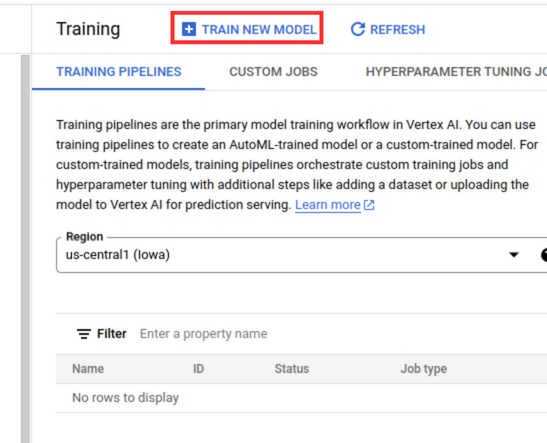 Training
TRAIN NEW MODEL
REFRESH
TRAINING PIPELINES
CUSTOM JOBS
HYPERPARAMETER TUNING
Training pipelines are the primary model training workflow in Vertex AI. You can use
training pipelines to create an AutoML-trained model or a custom-trained model. For
custom-trained models, training pipelines orchestrate custom training jobs and
hyperparameter tuning with additional steps like adding a dataset or uploading the
model to Vertex AI for prediction serving. Learn more
Region
us-central1 (Iowa)
Filter Enter a property name
Name ID Status Job type
No rows to display